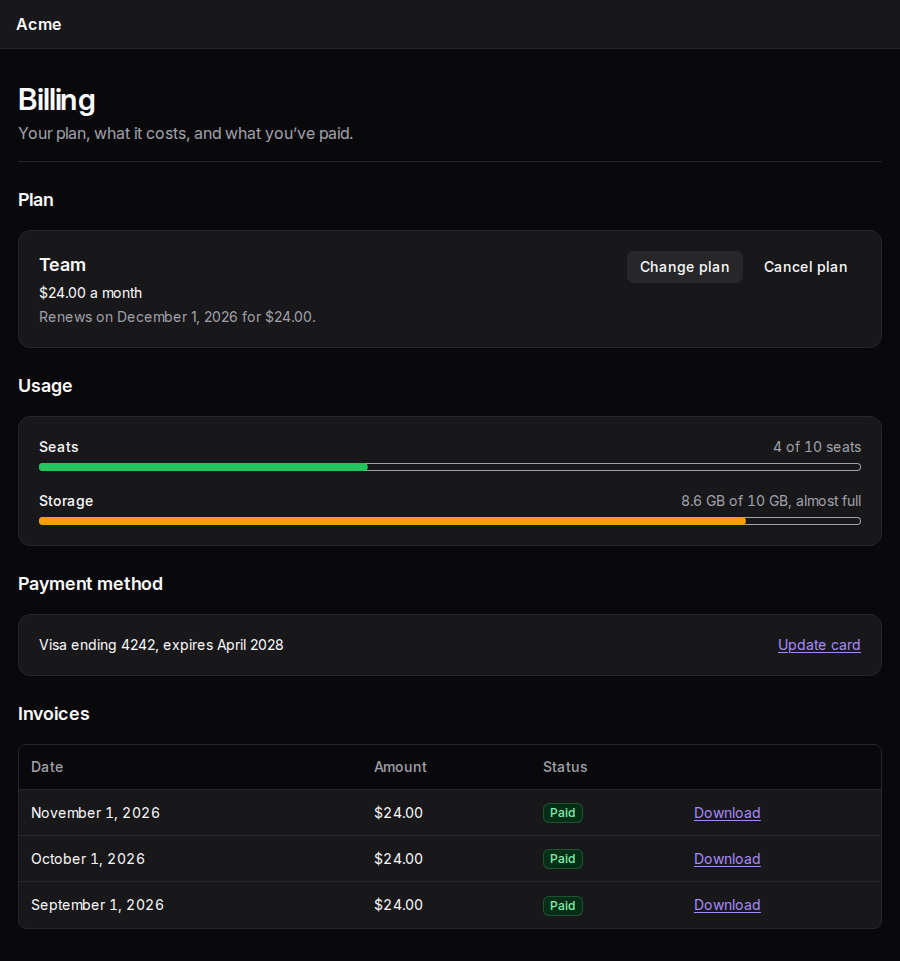 Acme
Billing
Your plan, what it costs, and what you’ve paid.
Plan
Team
Change plan
Cancel plan
$24.00 a month
Renews on December 1, 2026 for $24.00.
Usage
Seats
4 of 10 seats
Storage
8.6 GB of 10 GB, almost full
Payment method
Visa ending 4242, expires April 2028
Update card
Invoices
Date Amount Status
November 1, 2026 $24.00 Paid Download
October 1, 2026 $24.00 Paid Download
September 1, 2026 $24.00 Paid Download